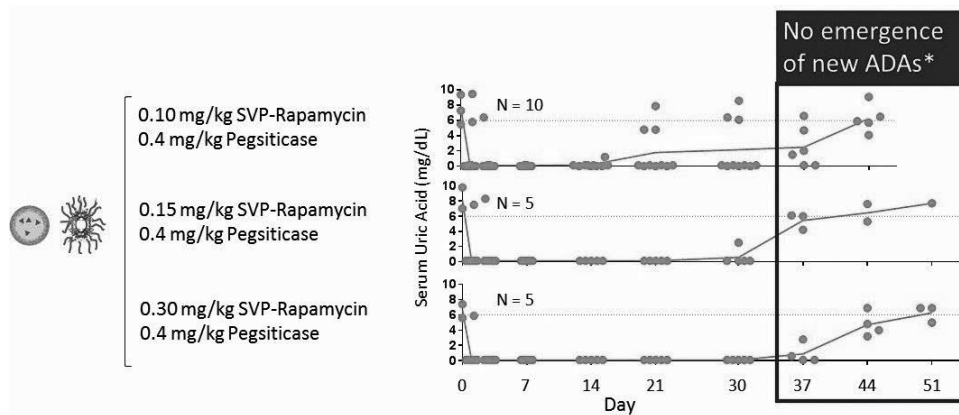 No emergence
of new ADAs*
0.10 mg/kg SVP-Rapamycin
0.4 mg/kg Pegsiticase
0.15 mg/kg SVP-Rapamycin
0.4 mg/kg Pegsiticase
0.30 mg/kg SVP-Rapamycin
0.4 mg/kg Pegsiticase
Serum Uric Acid (mg/dL)
10
8
6
4
2
0
N = 10
10
8
6
4
2
0
N = 5
10
8
6
4
2
0
N = 5
0 7 14 21 30 37 44 51
Day